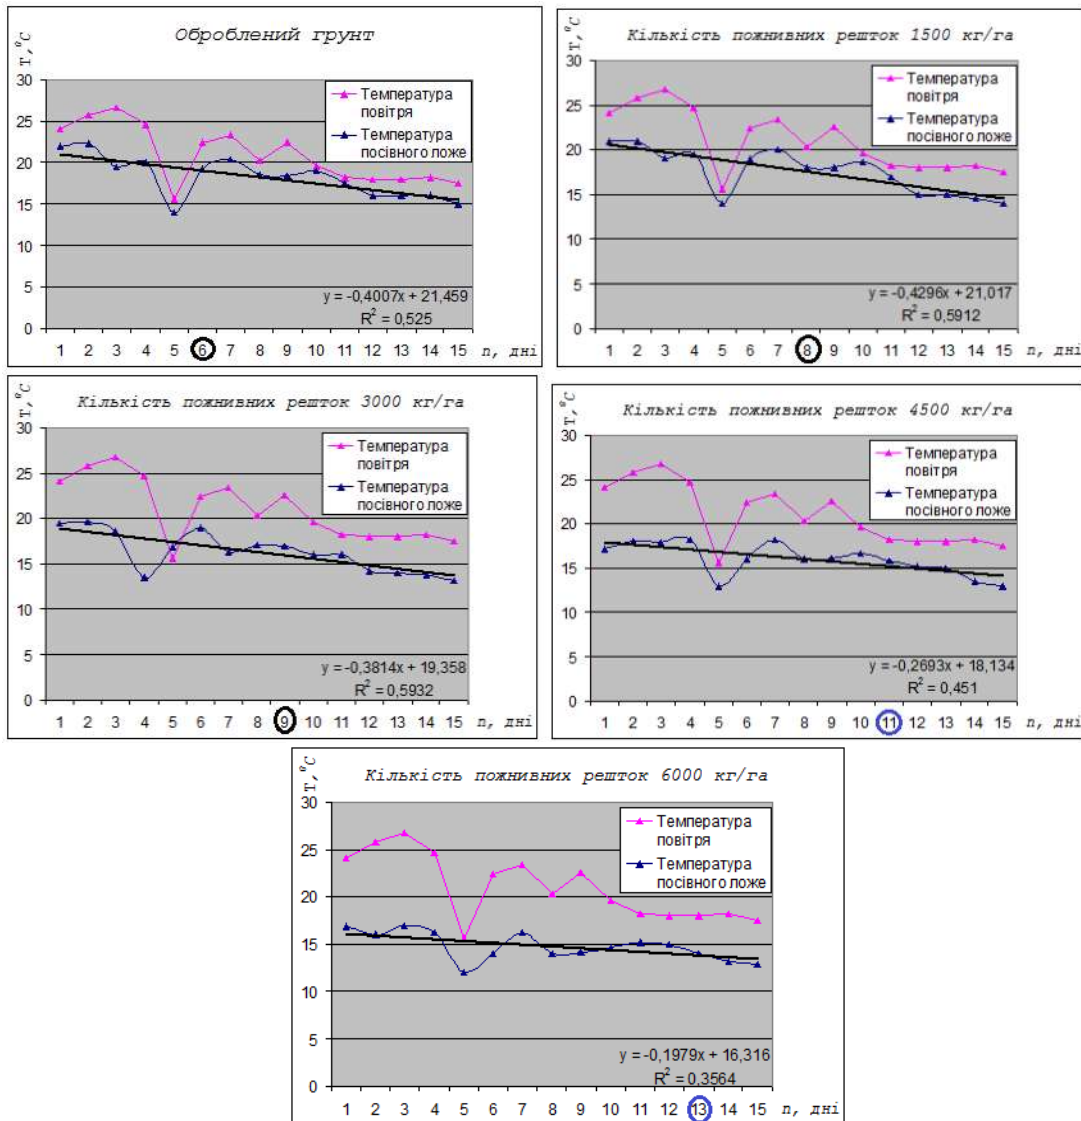 Оброблений грунт
T, ⁰C
30
25
20
15
10
5
0
Температура
повітря
Температура
посівного ложе
y = -0,4007x + 21,459
R² = 0,525
1 2 3 4 5 6 7 8 9 10 11 12 13 14 15 n, дні
Кількість пожнивних решток 1500 кг/га
T, ⁰C
30
25
20
15
10
5
0
Температура
повітря
Температура
посівного ложе
y = -0,4296x + 21,017
R² = 0,5912
1 2 3 4 5 6 7 8 9 10 11 12 13 14 15 n, дні
Кількість пожнивних решток 3000 кг/га
T, ⁰C
30
25
20
15
10
5
0
Температура
повітря
Температура
посівного ложе
y = -0,3814x + 19,358
R² = 0,5932
1 2 3 4 5 6 7 8 9 10 11 12 13 14 15 n, дні
Кількість пожнивних решток 4500 кг/га
T, ⁰C
30
25
20
15
10
5
0
Температура
повітря
Температура
посівного ложе
y = -0,2693x + 18,134
R² = 0,451
1 2 3 4 5 6 7 8 9 10 11 12 13 14 15 n, дні
Кількість пожнивних решток 6000 кг/га
T, ⁰C
30
25
20
15
10
5
0
Температура
повітря
Температура
посівного ложе
y = -0,1979x + 16,316
R² = 0,3564
1 2 3 4 5 6 7 8 9 10 11 12 13 14 15 n, дні